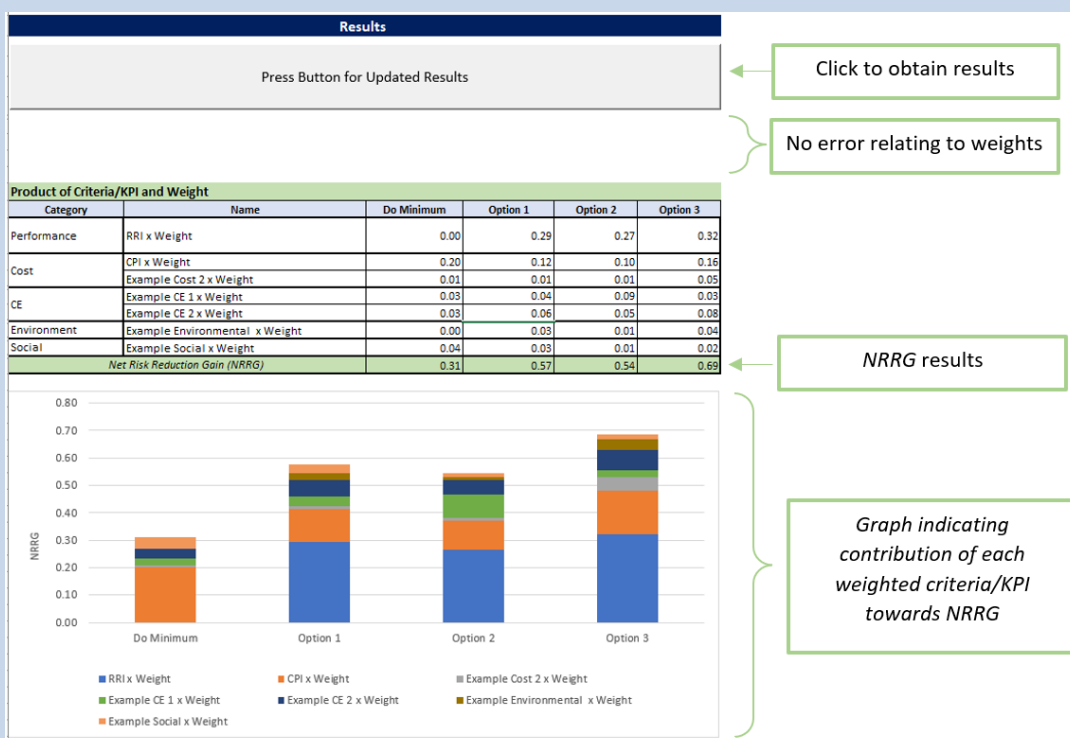 Results
Press Button for Updated Results
Click to obtain results
No error relating to weights
Product of Criteria/KPI and Weight
Category Name Do Minimum Option 1 Option 2 Option 3
Performance RRI x Weight 0.00 0.29 0.27 0.32
Cost
CPI x Weight 0.20 0.12 0.10 0.16
Example Cost 2 x Weight 0.01 0.01 0.01 0.05
CE
Example CE 1 x Weight 0.03 0.04 0.09 0.03
Example CE 2 x Weight 0.03 0.06 0.05 0.08
Environment Example Environmental x Weight 0.00 0.03 0.01 0.04
Social Example Social x Weight 0.04 0.03 0.01 0.02
Net Risk Reduction Gain (NRRG) 0.31 0.57 0.54 0.69
NRRG results
0.80
0.70
0.60
0.50
0.40
0.30
0.20
0.10
0.00
NRRG
Do Minimum Option 1 Option 2 Option 3
RRI x Weight CPI x Weight Example Cost 2 x Weight
Example CE 1 x Weight Example CE 2 x Weight Example Environmental x Weight
Example Social x Weight
Graph indicating
contribution of each
weighted criteria/KPI
towards NRRG